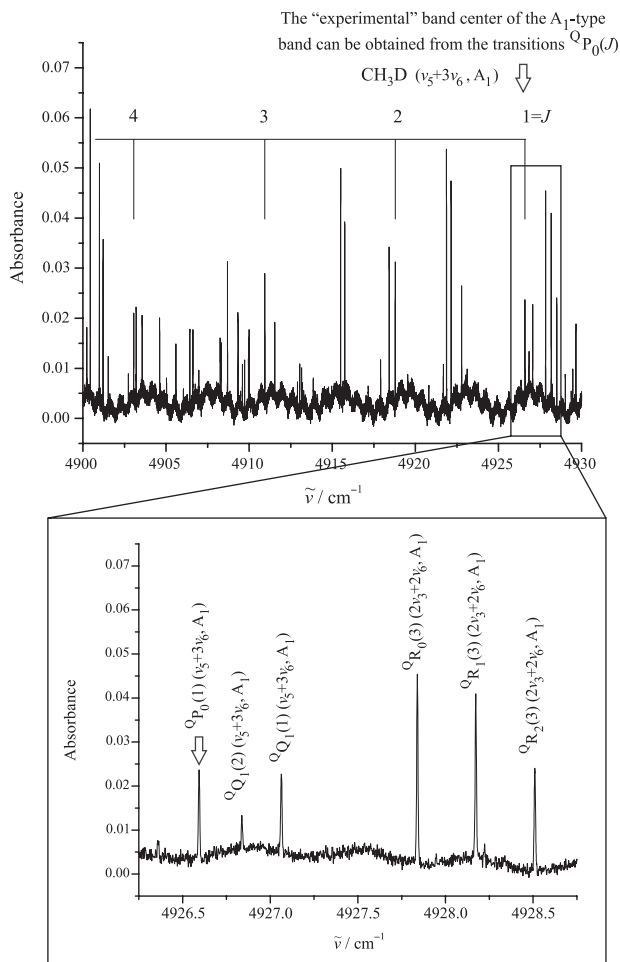 The “experimental” band center of the A₁-type
band can be obtained from the transitions ᵠP₀(J)
CH₃D (ν₅+3ν₆, A₁)
4 3 2 1=J
0.07
0.06
0.05
0.04
0.03
0.02
0.01
0.00
Absorbance
4900 4905 4910 4915 4920 4925 4930
ṽ / cm⁻¹
0.07
0.06
0.05
0.04
0.03
0.02
0.01
0.00
Absorbance
QP₀(1) (ν₅+3ν₆, A₁)
QQ₁(2) (ν₅+3ν₆, A₁)
QQ₁(1) (ν₅+3ν₆, A₁)
QR₀(3) (2ν₃+2ν₆, A₁)
QR₁(3) (2ν₃+2ν₆, A₁)
QR₂(3) (2ν₃+2ν₆, A₁)
4926.5 4927.0 4927.5 4928.0 4928.5
ṽ / cm⁻¹